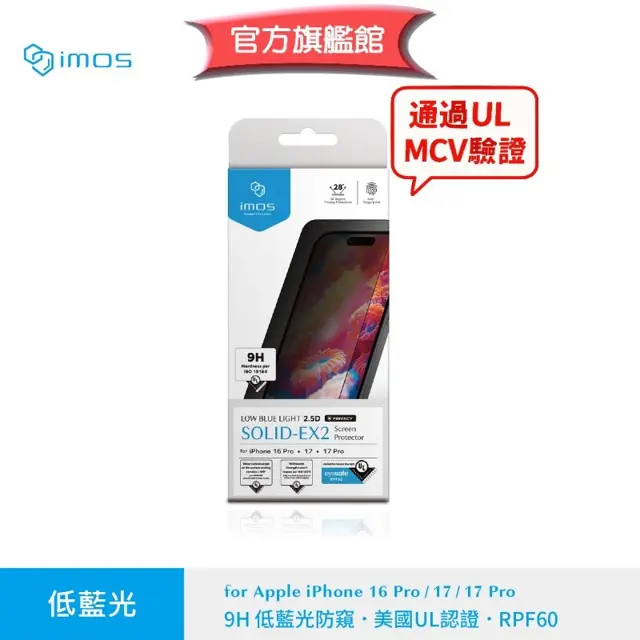 imos
官方旗艦館
通過UL
MCV驗證
imos
28°
9H
Hardness per
ISO 15184
LOW BLUE LIGHT 2.5D PRIVACY
SOLID-EX2 Screen
Protector
for iPhone 16 Pro • 17 • 17 Pro
eyesafe
RPF60
UL
低藍光
for Apple iPhone 16 Pro / 17 / 17 Pro
9H 低藍光防窺・美國UL認證・RPF60